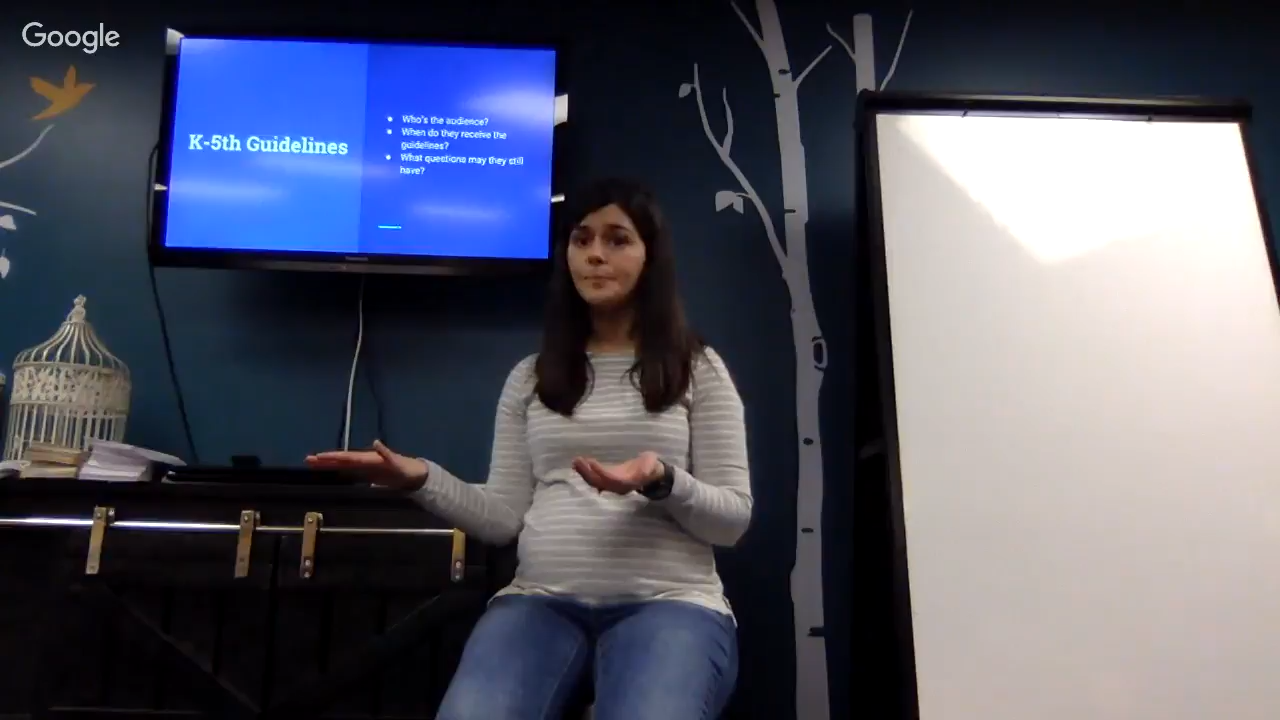 Google
K-5th Guidelines
Who's the audience?
When do they receive the
guidelines?
What questions may they still
have?